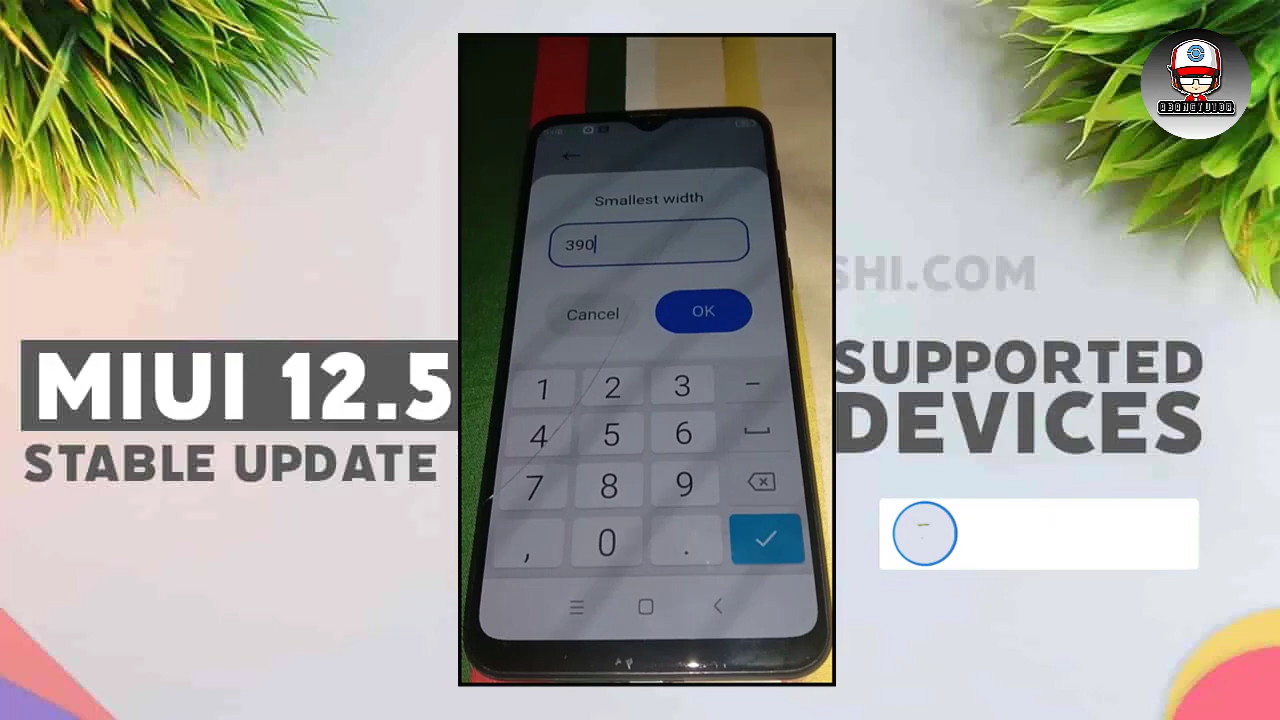 ABANGTUTOR
SHI.COM
MIUI 12.5
STABLE UPDATE
SUPPORTED
DEVICES
Smallest width
390
Cancel
OK
1 2 3 –
4 5 6
7 8 9
, 0 .